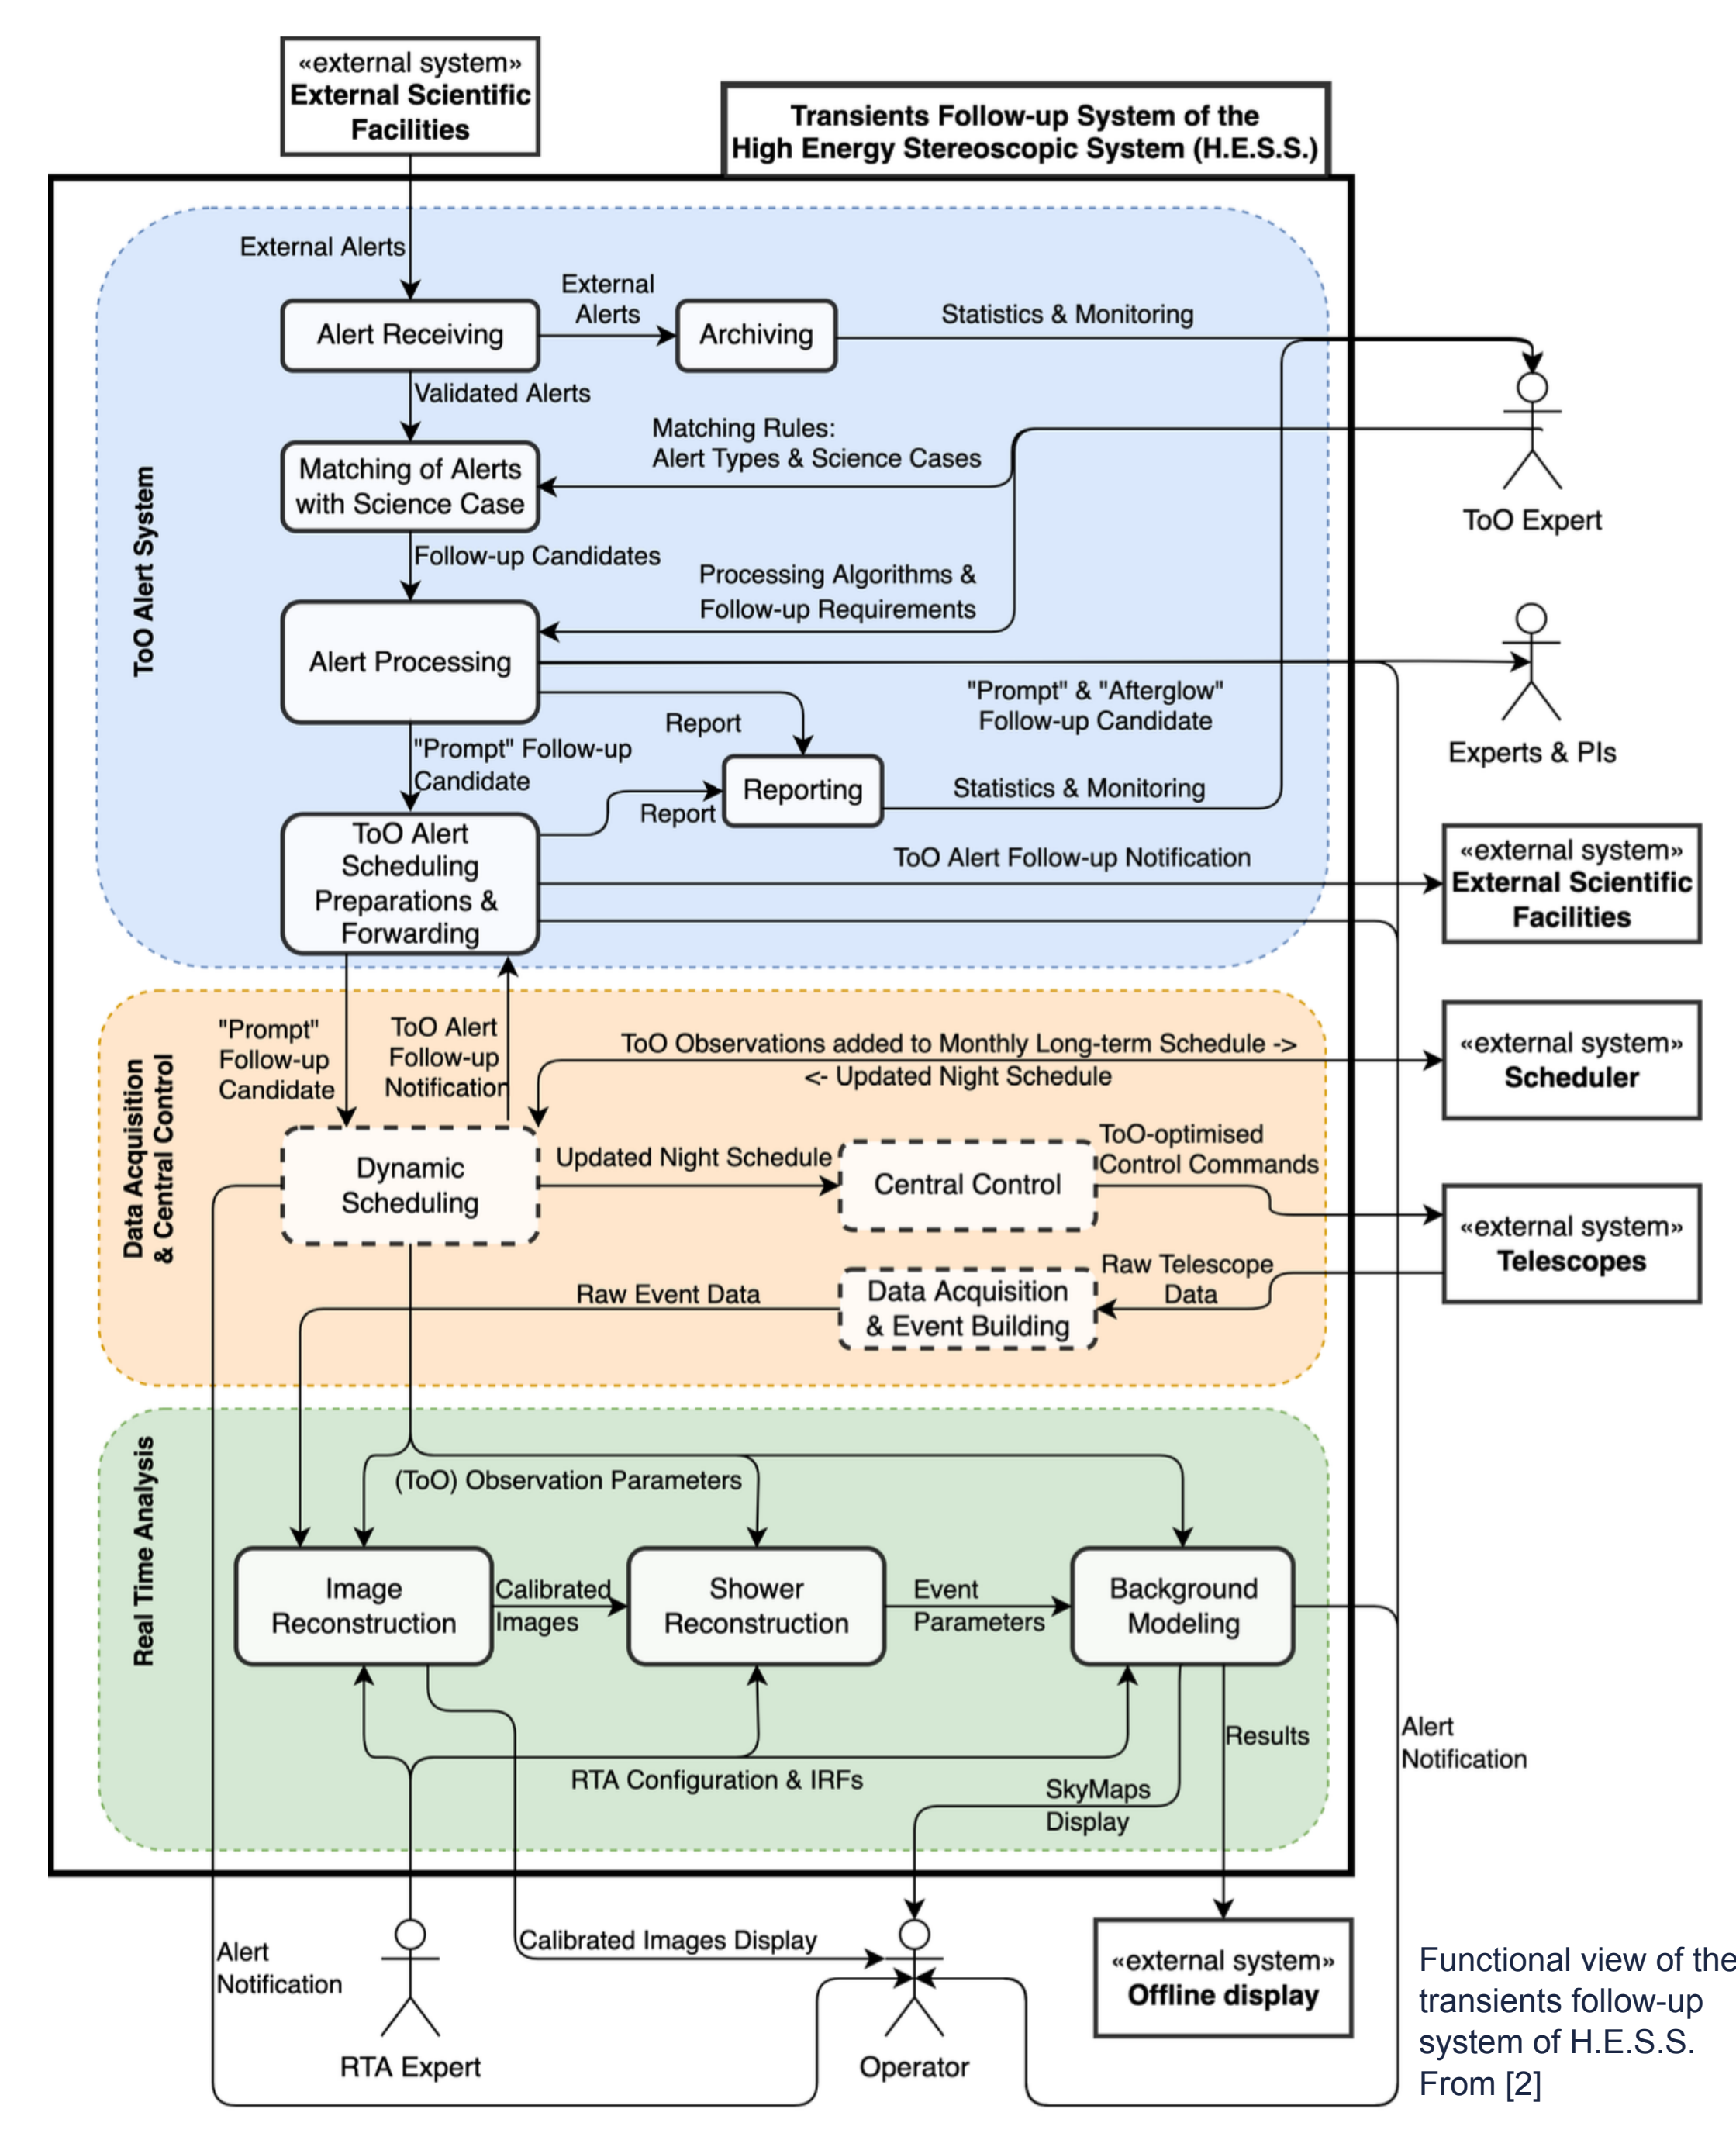 «external system»
External Scientific
Facilities
Transients Follow-up System of the
High Energy Stereoscopic System (H.E.S.S.)
ToO Alert System
External Alerts
Alert Receiving
External
Alerts
Archiving
Statistics & Monitoring
Validated Alerts
Matching of Alerts
with Science Case
Matching Rules:
Alert Types & Science Cases
ToO Expert
Follow-up Candidates
Processing Algorithms &
Follow-up Requirements
Alert Processing
"Prompt" & "Afterglow"
Follow-up Candidate
Experts & PIs
Report
"Prompt" Follow-up
Candidate
Reporting
Report
Statistics & Monitoring
ToO Alert
Scheduling
Preparations &
Forwarding
ToO Alert Follow-up Notification
«external system»
External Scientific
Facilities
Data Acquisition
& Central Control
"Prompt"
Follow-up
Candidate
ToO Alert
Follow-up
Notification
ToO Observations added to Monthly Long-term Schedule ->
<- Updated Night Schedule
«external system»
Scheduler
Dynamic
Scheduling
Updated Night Schedule
Central Control
ToO-optimised
Control Commands
«external system»
Telescopes
Raw Event Data
Data Acquisition
& Event Building
Raw Telescope
Data
Real Time Analysis
(ToO) Observation Parameters
Image
Reconstruction
Calibrated
Images
Shower
Reconstruction
Event
Parameters
Background
Modeling
RTA Configuration & IRFs
SkyMaps
Display
Results
Alert
Notification
Alert
Notification
RTA Expert
Calibrated Images Display
Operator
«external system»
Offline display
Functional view of the
transients follow-up
system of H.E.S.S.
From [2]